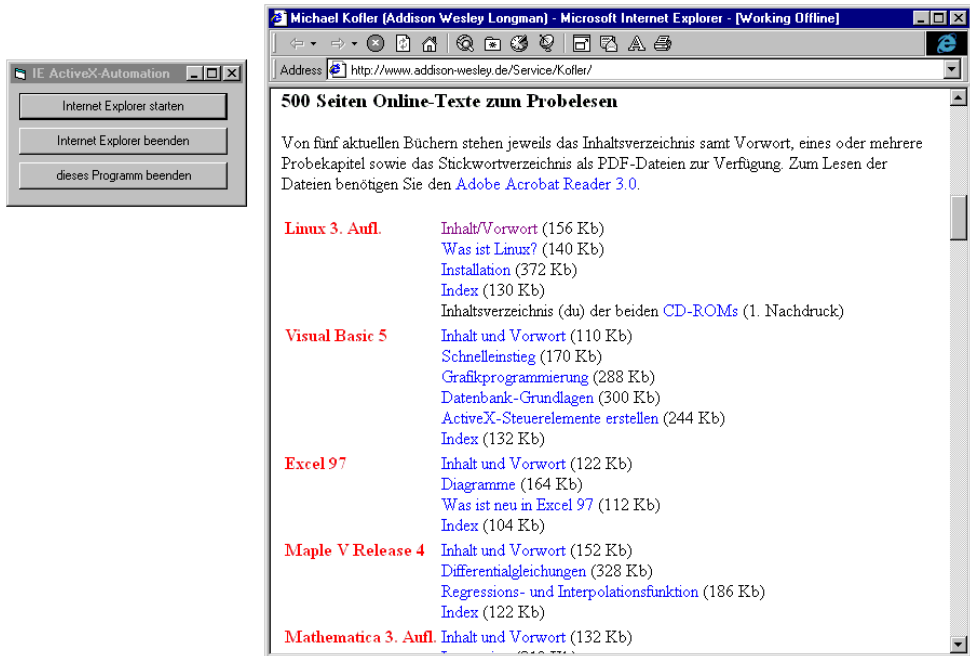 IE ActiveX-Automation
Internet Explorer starten
Internet Explorer beenden
dieses Programm beenden
Michael Kofler (Addison Wesley Longman) - Microsoft Internet Explorer - [Working Offline]
Address http://www.addison-wesley.de/Service/Kofler/
500 Seiten Online-Texte zum Probelesen
Von fünf aktuellen Büchern stehen jeweils das Inhaltsverzeichnis samt Vorwort, eines oder mehrere
Probekapitel sowie das Stickwortverzeichnis als PDF-Dateien zur Verfügung. Zum Lesen der
Dateien benötigen Sie den Adobe Acrobat Reader 3.0.
Linux 3. Aufl. Inhalt/Vorwort (156 Kb)
Was ist Linux? (140 Kb)
Installation (372 Kb)
Index (130 Kb)
Inhaltsverzeichnis (du) der beiden CD-ROMs (1. Nachdruck)
Visual Basic 5 Inhalt und Vorwort (110 Kb)
Schnelleinstieg (170 Kb)
Grafikprogrammierung (288 Kb)
Datenbank-Grundlagen (300 Kb)
ActiveX-Steuerelemente erstellen (244 Kb)
Index (132 Kb)
Excel 97 Inhalt und Vorwort (122 Kb)
Diagramme (164 Kb)
Was ist neu in Excel 97 (112 Kb)
Index (104 Kb)
Maple V Release 4 Inhalt und Vorwort (152 Kb)
Differentialgleichungen (328 Kb)
Regressions- und Interpolationsfunktion (186 Kb)
Index (122 Kb)
Mathematica 3. Aufl. Inhalt und Vorwort (132 Kb)